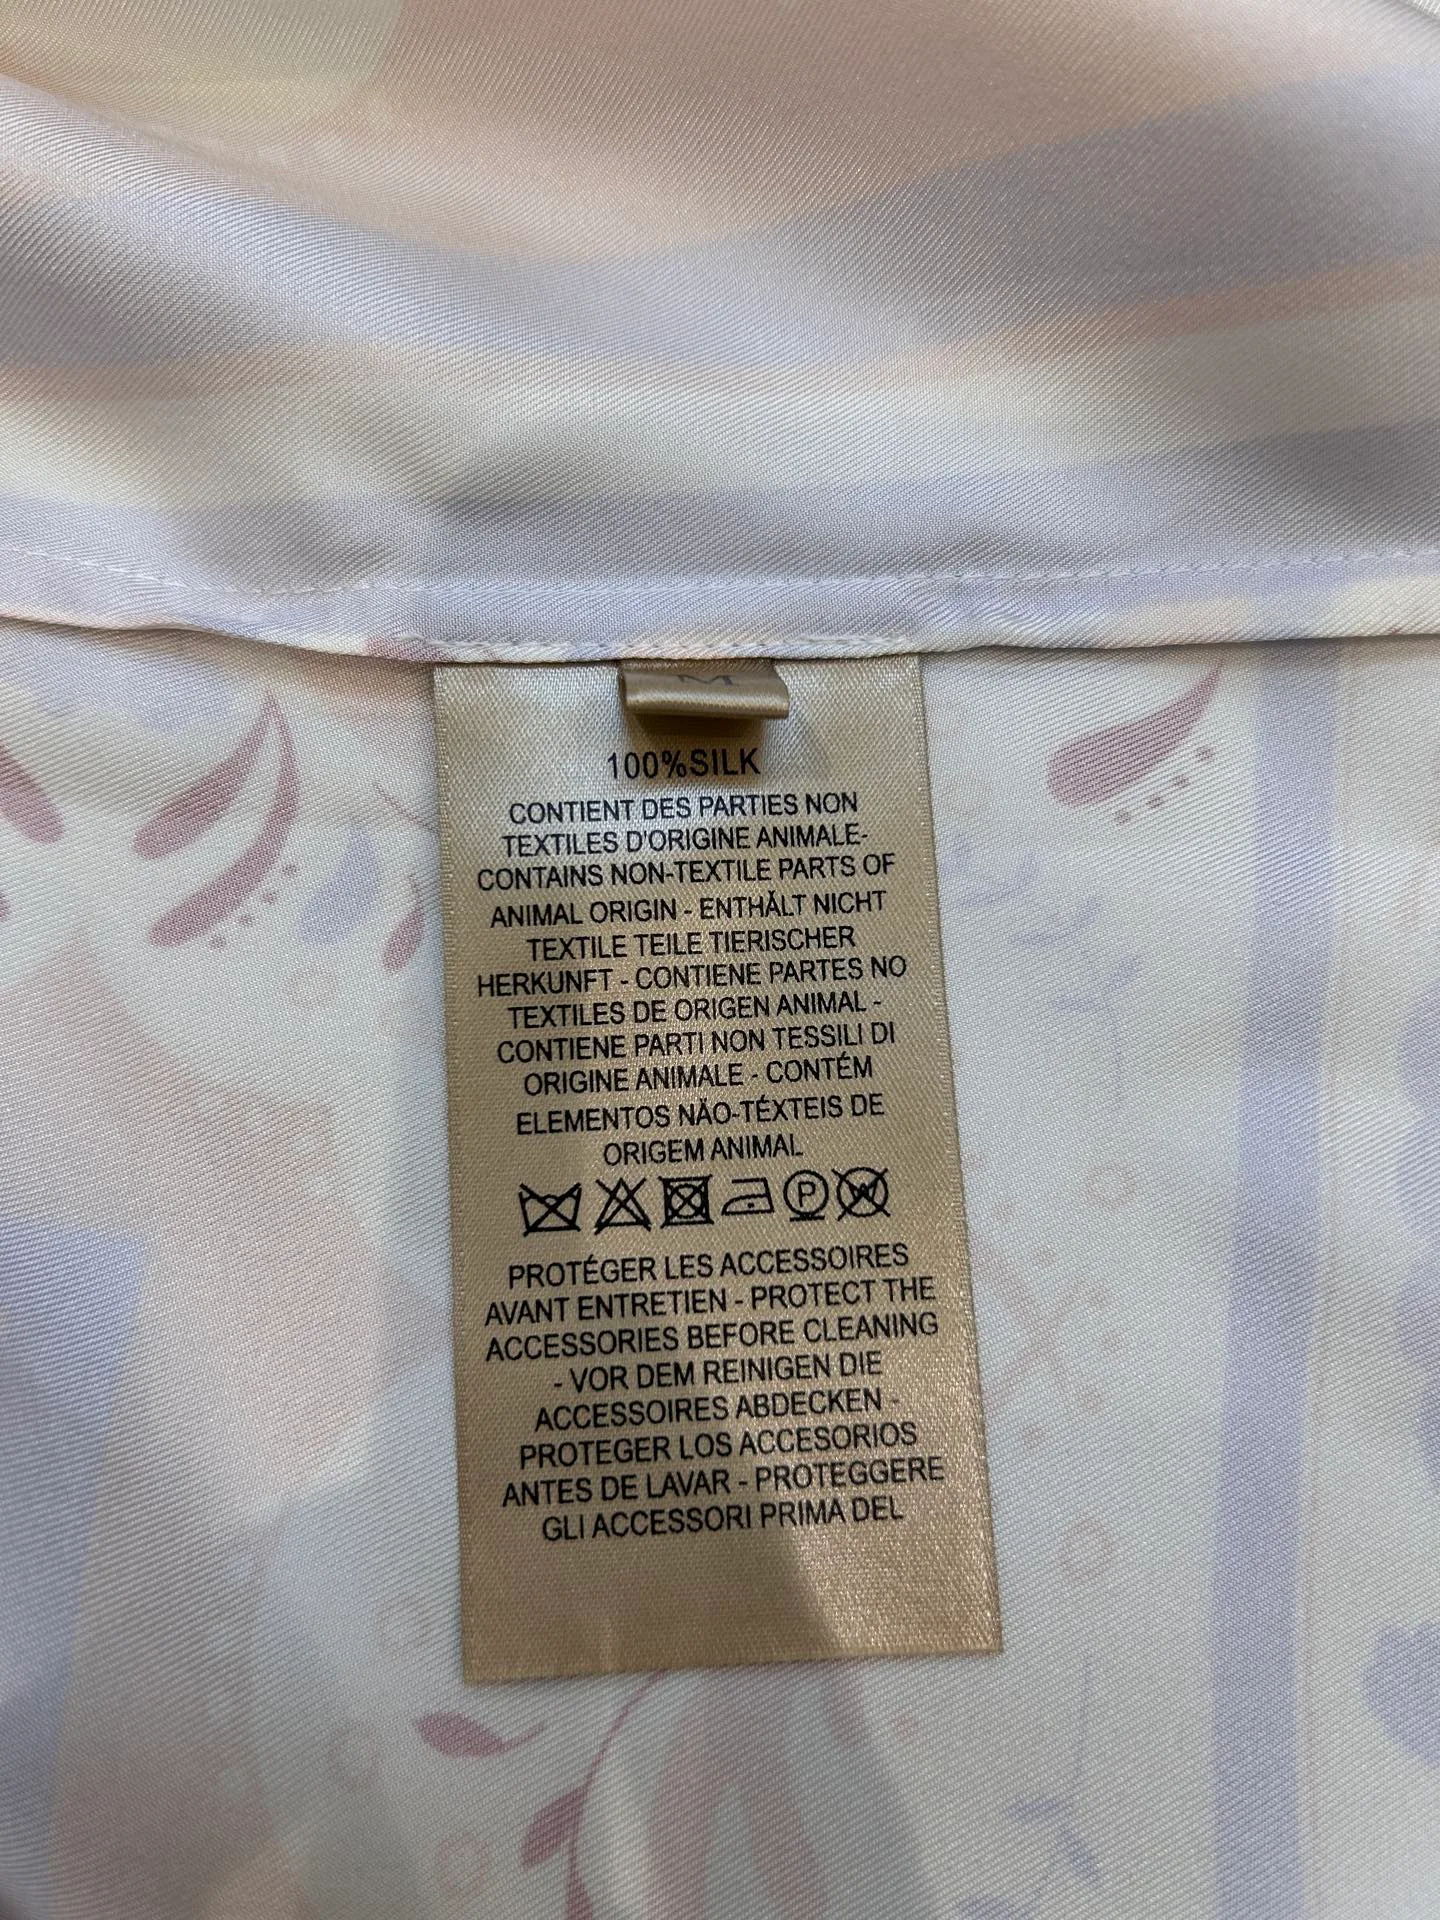 M
100%SILK
CONTIENT DES PARTIES NON
TEXTILES D'ORIGINE ANIMALE-
CONTAINS NON-TEXTILE PARTS OF
ANIMAL ORIGIN - ENTHĂLT NICHT
TEXTILE TEILE TIERISCHER
HERKUNFT - CONTIENE PARTES NO
TEXTILES DE ORIGEN ANIMAL -
CONTIENE PARTI NON TESSILI DI
ORIGINE ANIMALE - CONTÉM
ELEMENTOS NÄO-TÉXTEIS DE
ORIGEM ANIMAL
P W
PROTÉGER LES ACCESSOIRES
AVANT ENTRETIEN - PROTECT THE
ACCESSORIES BEFORE CLEANING
- VOR DEM REINIGEN DIE
ACCESSOIRES ABDECKEN -
PROTEGER LOS ACCESORIOS
ANTES DE LAVAR - PROTEGGERE
GLI ACCESSORI PRIMA DEL